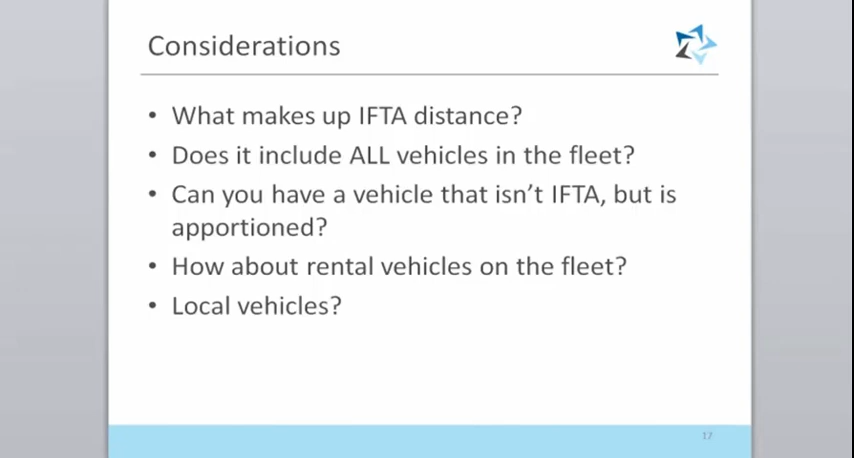 Considerations
• What makes up IFTA distance?
• Does it include ALL vehicles in the fleet?
• Can you have a vehicle that isn't IFTA, but is
apportioned?
• How about rental vehicles on the fleet?
• Local vehicles?
17